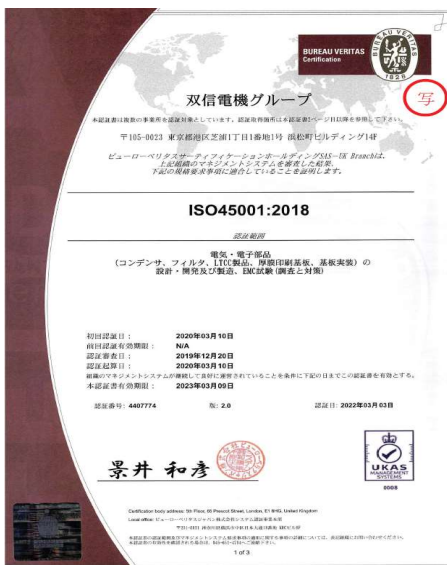 BUREAU VERITAS
Certification
BUREAU VERITAS
1828
写
双信電機グループ
本認証書は複数の事業所を認証対象としています。認証取得箇所は本認証書2ページ目以降を参照して下さい。
〒105-0023 東京都港区芝浦1丁目1番地1号 浜松町ビルディング14F
ビューローベリタスサーティフィケーションホールディングSAS-UK Branchは、
上記組織のマネジメントシステムを審査した結果、
下記の規格要求事項に適合していることを証明します。
ISO45001:2018
認証範囲
電気・電子部品
(コンデンサ、フィルタ、LTCC製品、厚膜印刷基板、基板実装) の
設計・開発及び製造、EMC試験(調査と対策)
初回認証日: 2020年03月10日
前回認証有効期限: N/A
認証審査日: 2019年12月20日
認証起算日: 2020年03月10日
組織のマネジメントシステムが継続して良好に運営されていることを条件に下記の日までこの認証書を有効とする。
本認証書有効期限: 2023年03月09日
認証番号: 4407774 版: 2.0 認証日: 2022年03月03日
景井 和彦
UKAS
MANAGEMENT
SYSTEMS
0008
Certification body address: 5th Floor, 66 Prescot Street, London, E1 8HG, United Kingdom
Local office: ビューローベリタスジャパン株式会社システム認証事業本部
1 of 3